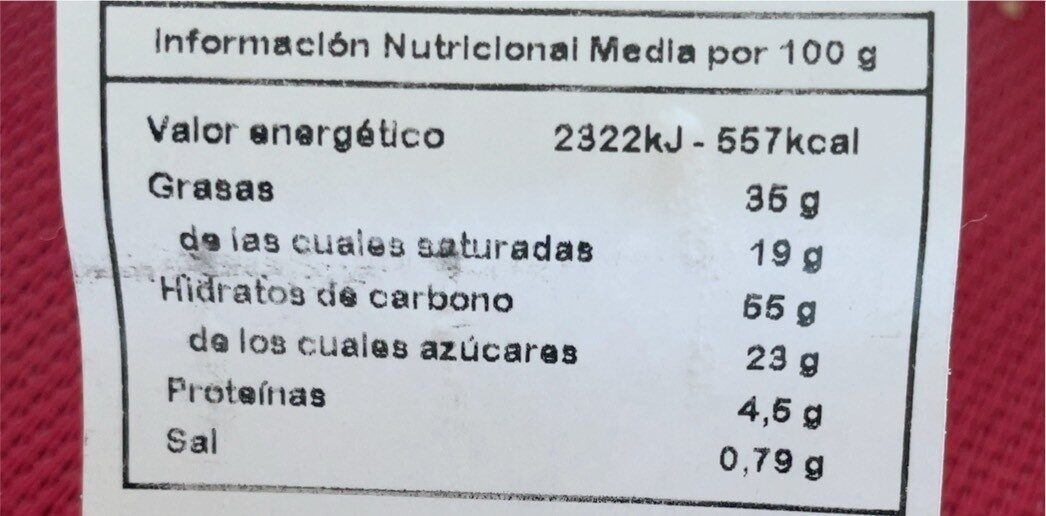 Información Nutricional Media por 100 g
Valor energético 2322kJ - 557kcal
Grasas 35 g
de las cuales saturadas 19 g
Hidratos de carbono 55 g
de los cuales azúcares 23 g
Proteínas 4,5 g
Sal 0,79 g